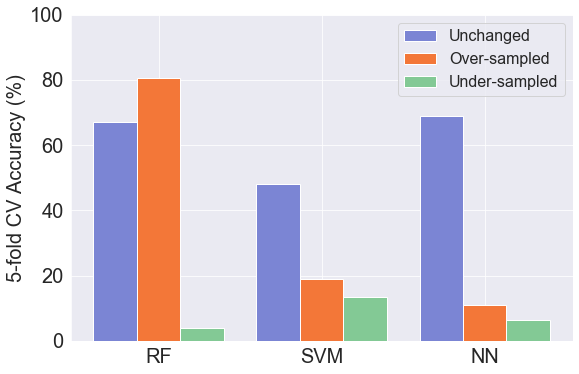 5-fold CV Accuracy (%)
100
80
60
40
20
0
Unchanged
Over-sampled
Under-sampled
RF SVM NN